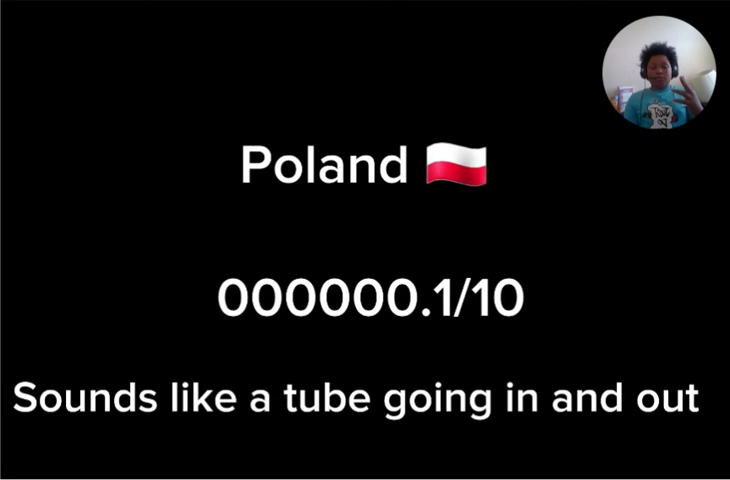 Poland 🇵🇱
000000.1/10
Sounds like a tube going in and out